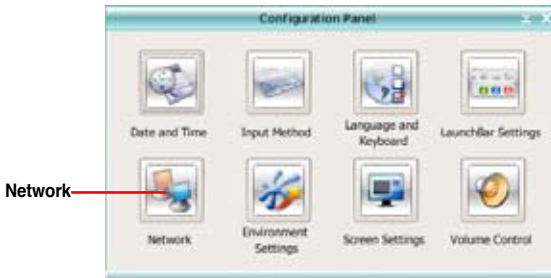 Configuration Panel
Date and Time
Input Method
Language and
Keyboard
LaunchBar Settings
Network
Network
Environment
Settings
Screen Settings
Volume Control